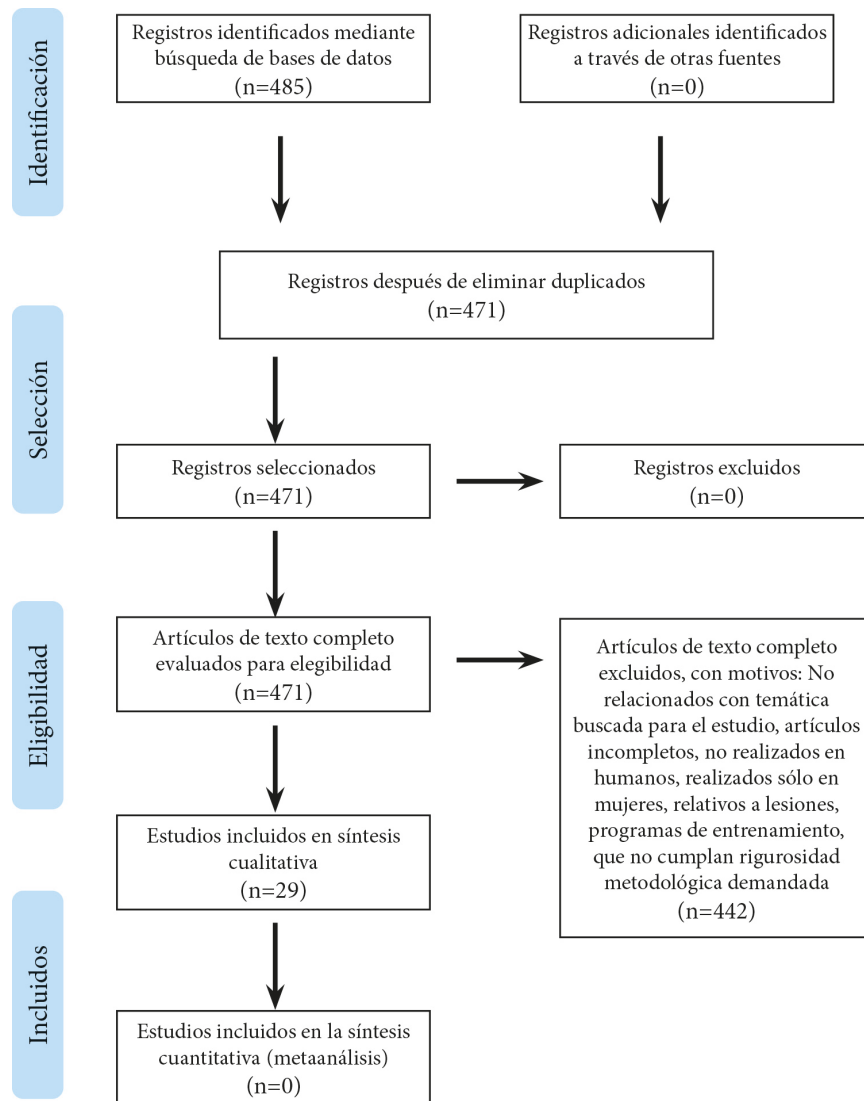 Identificación
Registros identificados mediante
búsqueda de bases de datos
(n=485)
Registros adicionales identificados
a través de otras fuentes
(n=0)
Registros después de eliminar duplicados
(n=471)
Selección
Registros seleccionados
(n=471)
Registros excluidos
(n=0)
Eligibilidad
Artículos de texto completo
evaluados para elegibilidad
(n=471)
Artículos de texto completo
excluidos, con motivos: No
relacionados con temática
buscada para el estudio, artículos
incompletos, no realizados en
humanos, realizados sólo en
mujeres, relativos a lesiones,
programas de entrenamiento,
que no cumplan rigurosidad
metodológica demandada
(n=442)
Estudios incluidos en síntesis
cualitativa
(n=29)
Incluidos
Estudios incluidos en la síntesis
cuantitativa (metaanálisis)
(n=0)